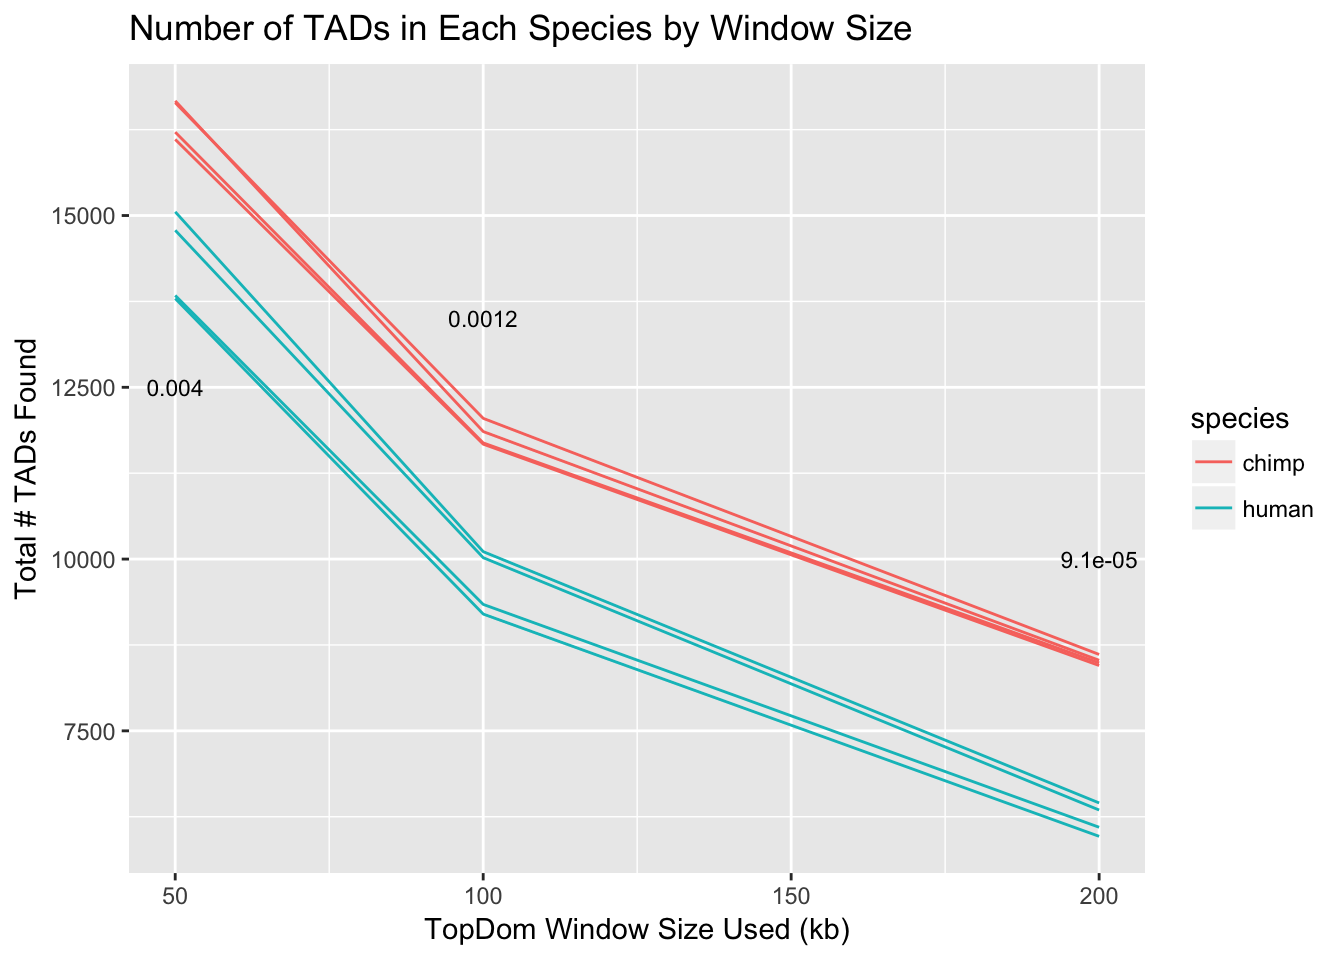 Number of TADs in Each Species by Window Size
Total # TADs Found
15000
12500
10000
7500
0.004
0.0012
9.1e-05
50
100
150
200
TopDom Window Size Used (kb)
species
chimp
human